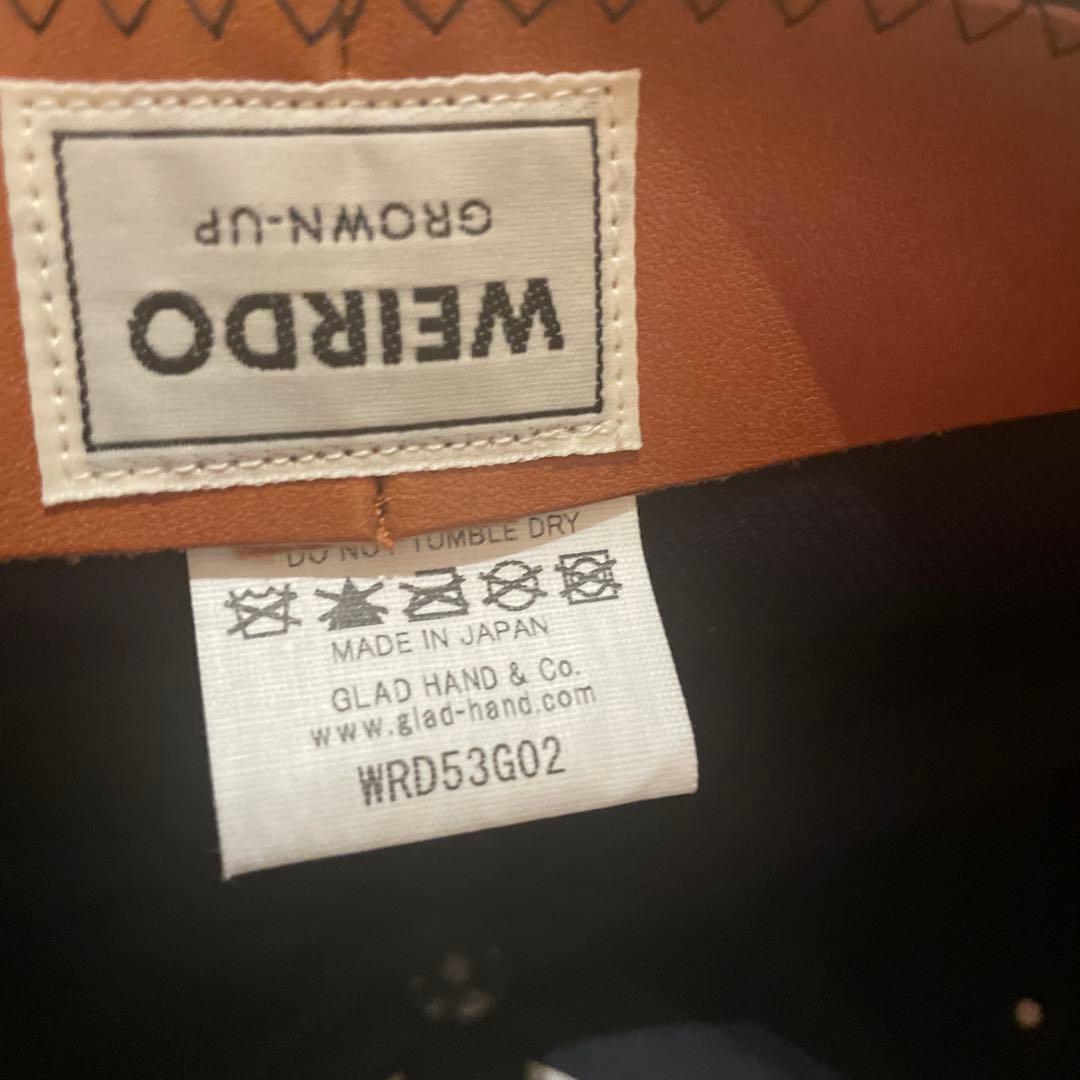 WEIRDO
GROWN-UP
DO NOT TUMBLE DRY
MADE IN JAPAN
GLAD HAND & Co.
www.glad-hand.com
WRD53G02